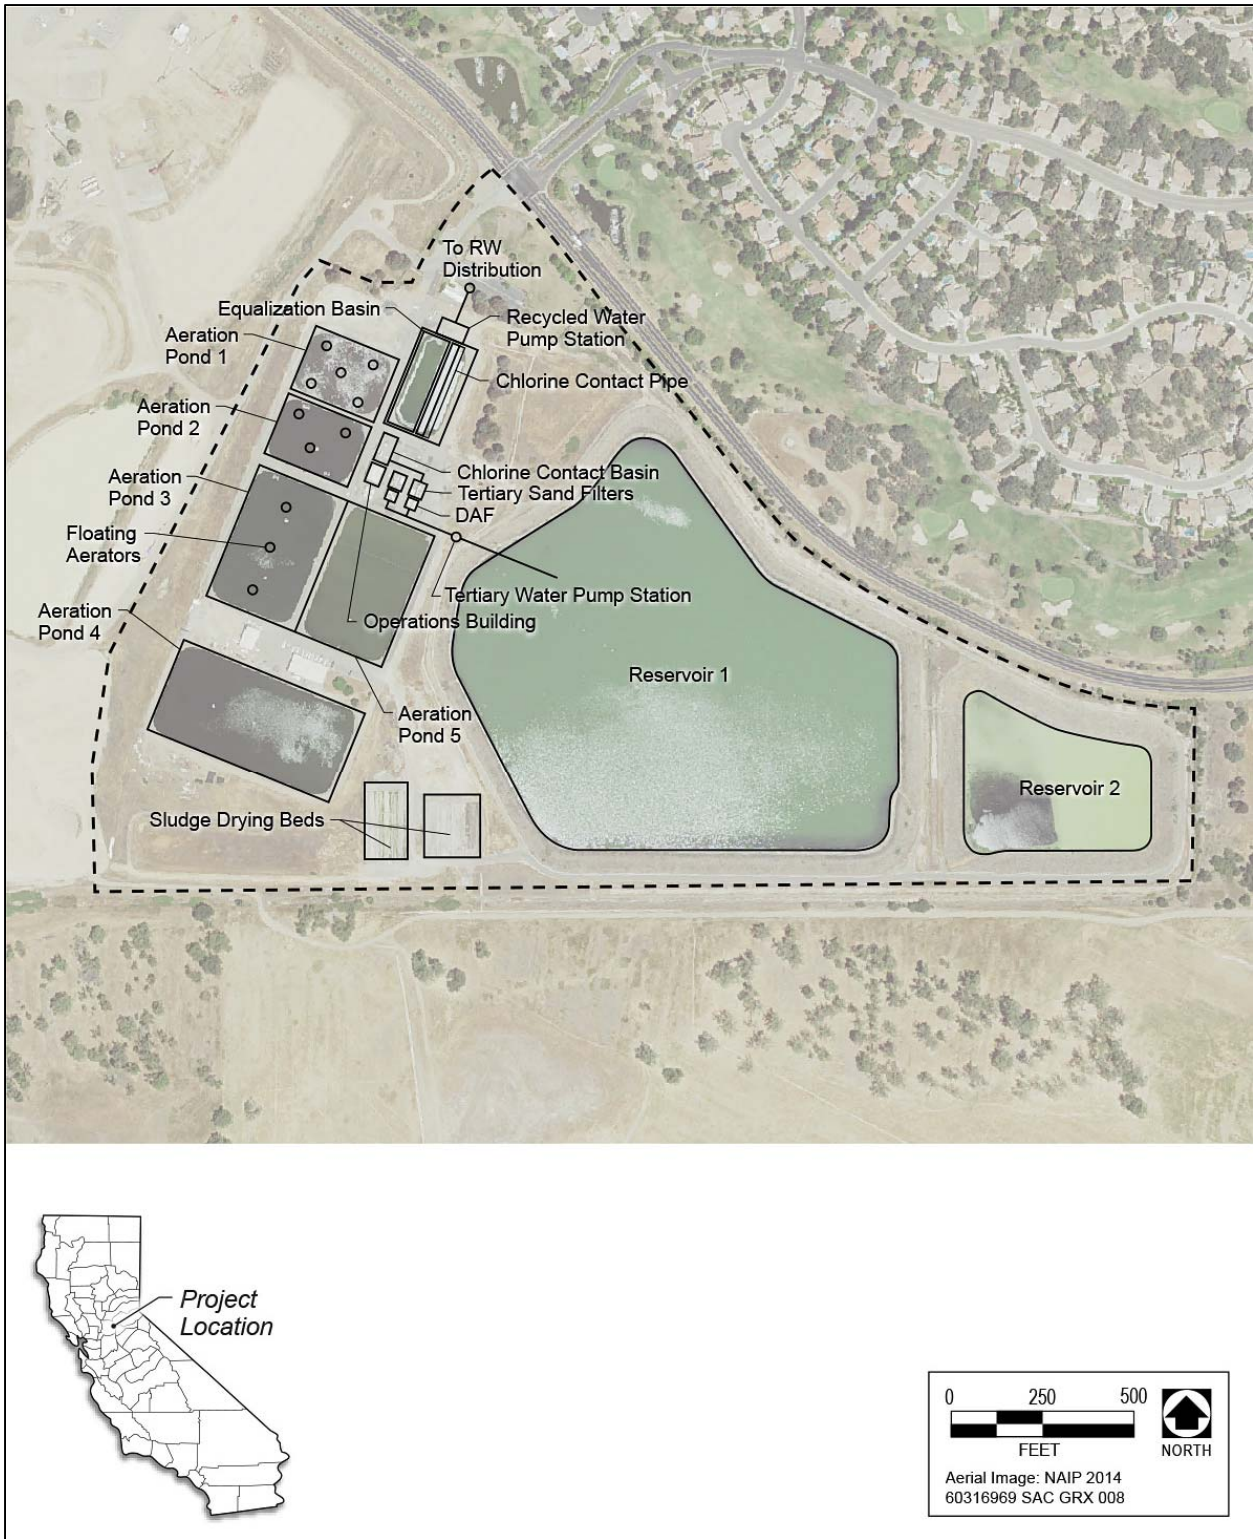 To RW
Distribution
Equalization Basin
Recycled Water
Pump Station
Aeration
Pond 1
Chlorine Contact Pipe
Aeration
Pond 2
Chlorine Contact Basin
Aeration
Pond 3
Tertiary Sand Filters
DAF
Floating
Aerators
Tertiary Water Pump Station
Aeration
Pond 4
Operations Building
Reservoir 1
Aeration
Pond 5
Reservoir 2
Sludge Drying Beds
Project
Location
0 250 500
FEET
NORTH
Aerial Image: NAIP 2014
60316969 SAC GRX 008